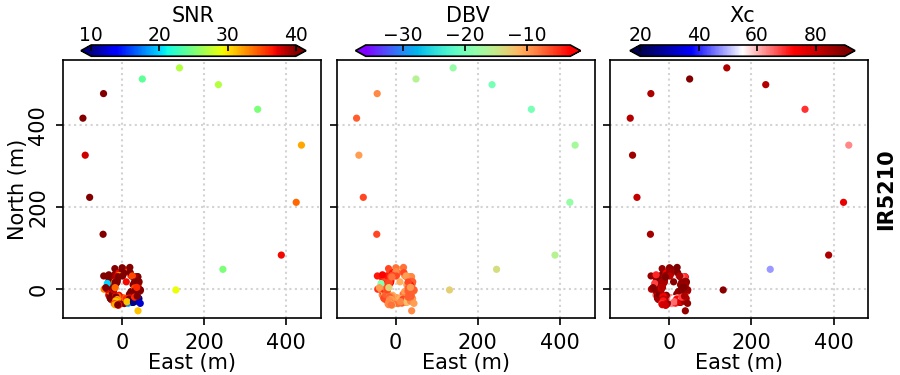 SNR DBV Xc
10 20 30 40 −30 −20 −10 20 40 60 80
400
200
0
North (m)
IR5210
0 200 400 0 200 400 0 200 400
East (m) East (m) East (m)